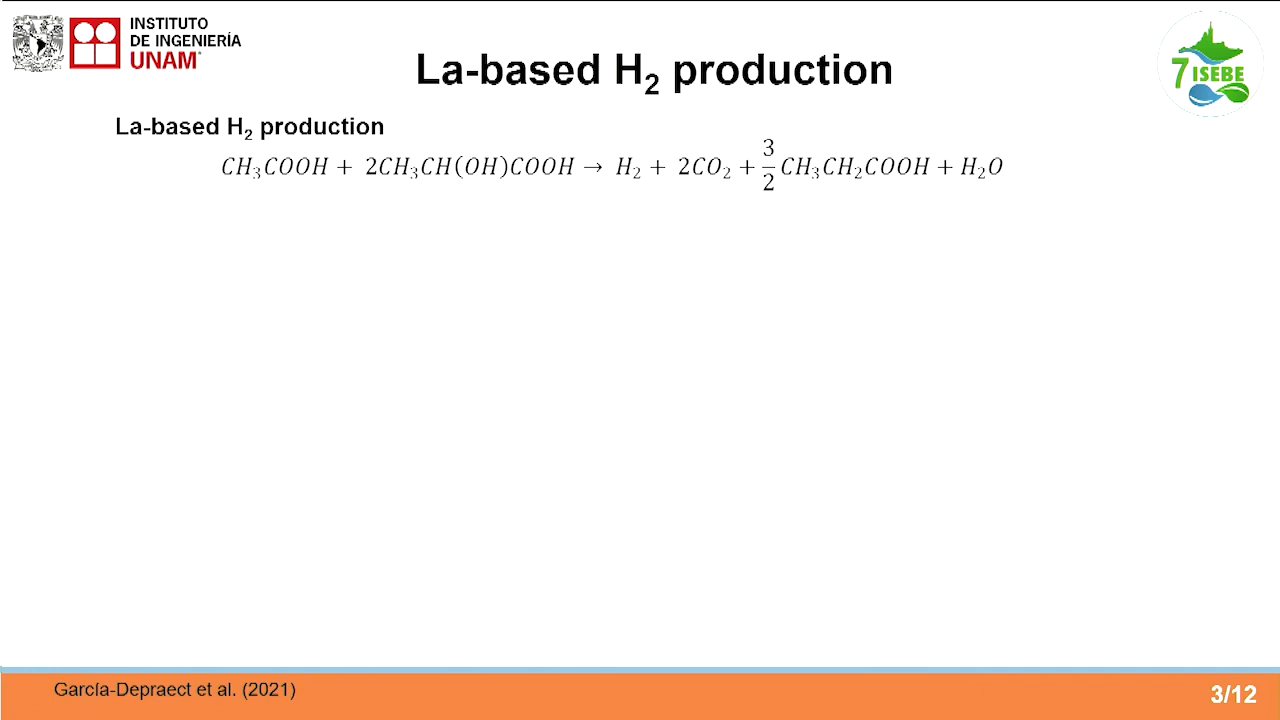 INSTITUTO
DE INGENIERÍA
UNAM
La-based H₂ production
7 ISEBE
La-based H₂ production
CH₃COOH + 2CH₃CH(OH)COOH → H₂ + 2CO₂ + 3/2 CH₃CH₂COOH + H₂O
García-Depraect et al. (2021)
3/12